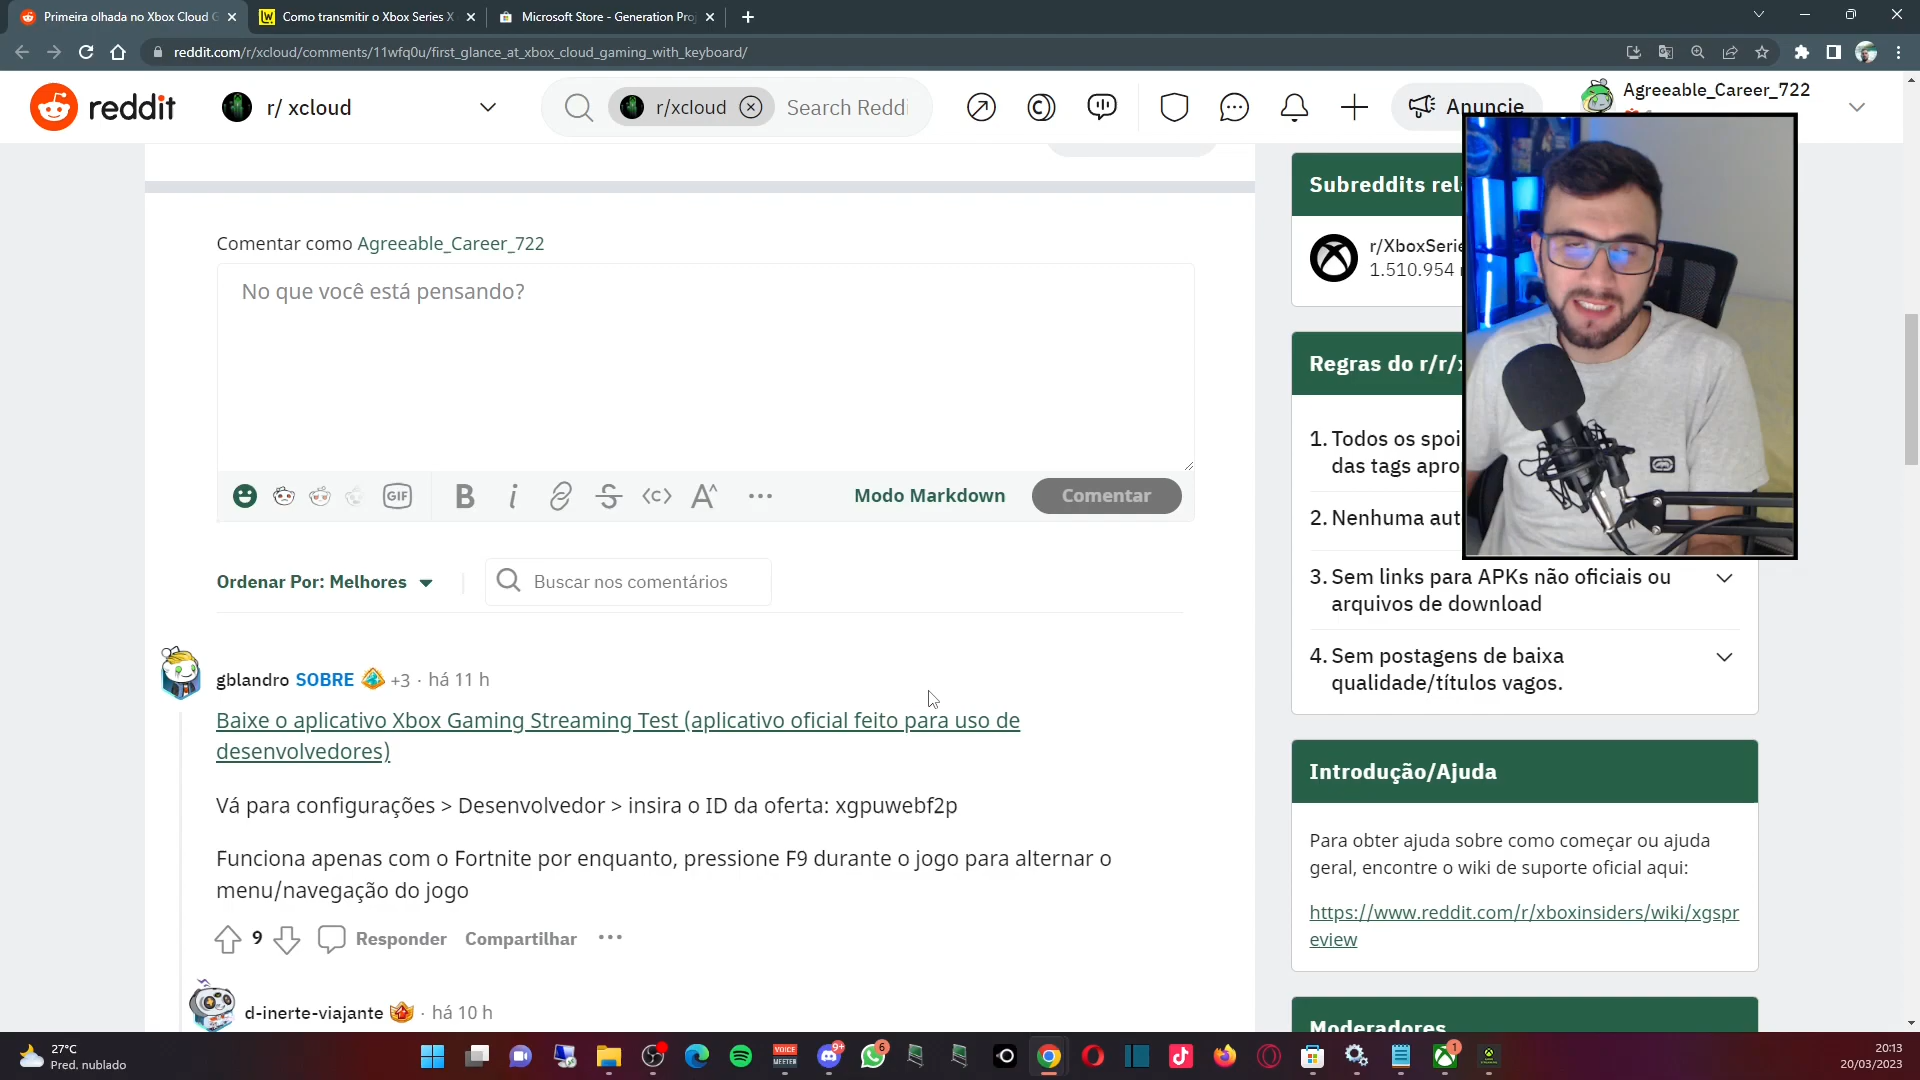 Primeira olhada no Xbox Cloud G
Como transmitir o Xbox Series X
Microsoft Store - Generation Proj
reddit.com/r/xcloud/comments/11wfq0u/first_glance_at_xbox_cloud_gaming_with_keyboard/
reddit
r/ xcloud
r/xcloud
Search Reddi
Anuncie
Agreeable_Career_722
Comentar como Agreeable_Career_722
No que você está pensando?
GIF
B i
Modo Markdown
Comentar
Ordenar Por: Melhores
Buscar nos comentários
gblandro SOBRE +3 · há 11 h
Baixe o aplicativo Xbox Gaming Streaming Test (aplicativo oficial feito para uso de
desenvolvedores)
Vá para configurações > Desenvolvedor > insira o ID da oferta: xgpuwebf2p
Funciona apenas com o Fortnite por enquanto, pressione F9 durante o jogo para alternar o
menu/navegação do jogo
9
Responder
Compartilhar
d-inerte-viajante · há 10 h
Subreddits rel
r/XboxSerie
1.510.954
Regras do r/r/x
1. Todos os spoi
das tags apro
2. Nenhuma aut
3. Sem links para APKs não oficiais ou
arquivos de download
4. Sem postagens de baixa
qualidade/títulos vagos.
Introdução/Ajuda
Para obter ajuda sobre como começar ou ajuda
geral, encontre o wiki de suporte oficial aqui:
https://www.reddit.com/r/xboxinsiders/wiki/xgspr
eview
Moderadores
27°C
Pred. nublado
VOICE
MEETER
9+
6
1
20:13
20/03/2023